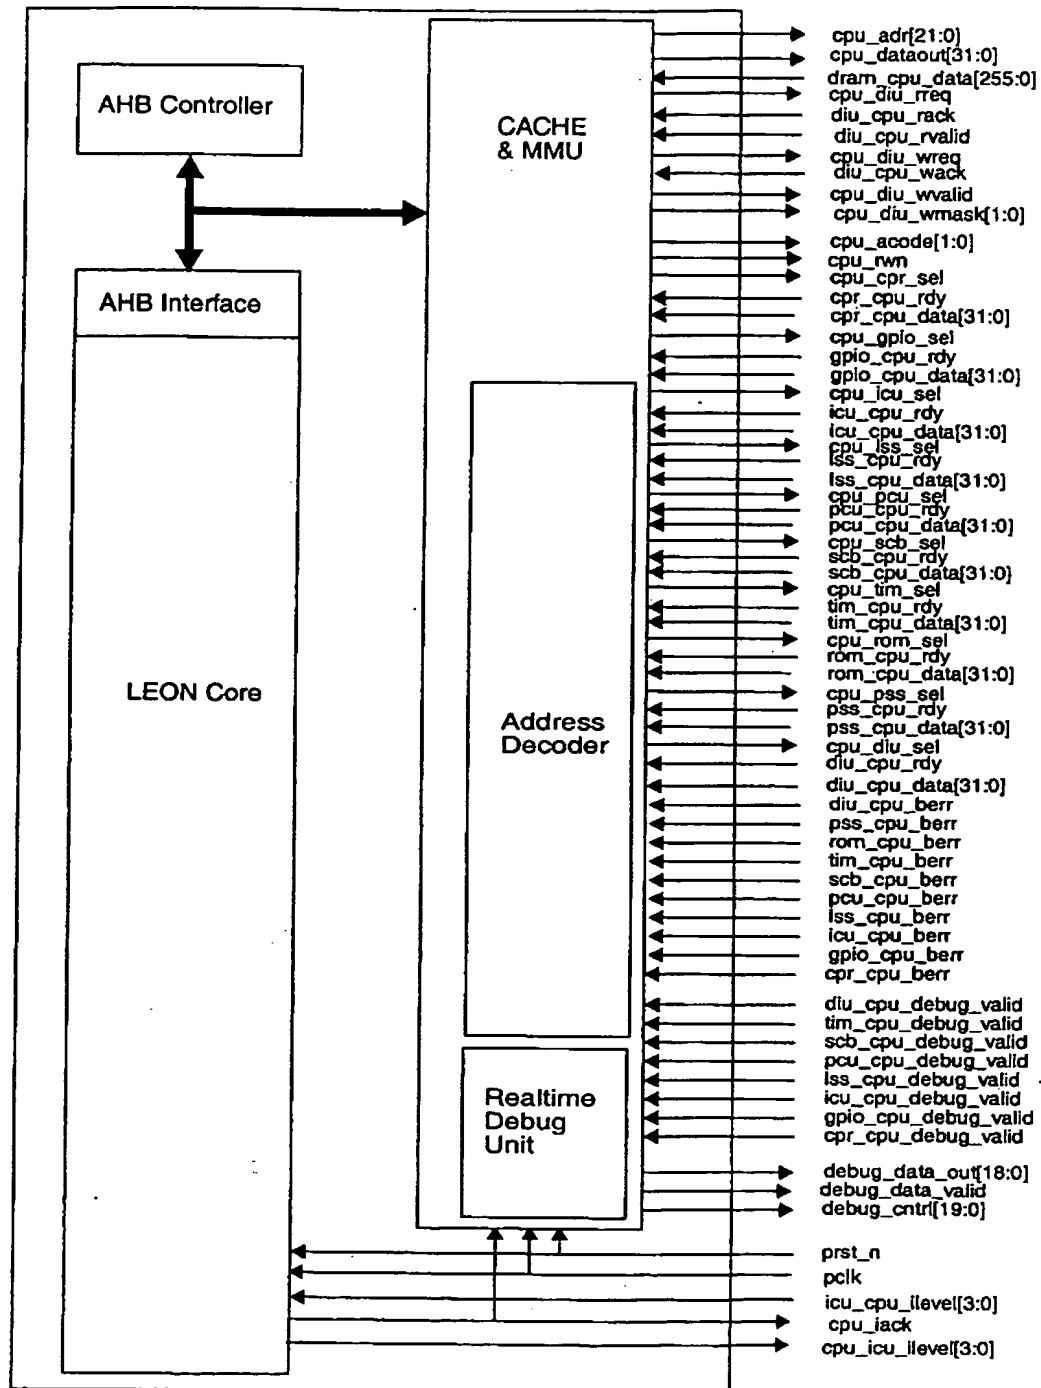 AHB Controller
CACHE
& MMU
AHB Interface
LEON Core
Address
Decoder
Realtime
Debug
Unit
cpu_adr[21:0]
cpu_dataout[31:0]
dram_cpu_data[255:0]
cpu_diu_rreq
diu_cpu_rack
diu_cpu_rvalid
cpu_diu_wreq
diu_cpu_wack
cpu_diu_wvalid
cpu_diu_wmask[1:0]
cpu_acode[1:0]
cpu_rwn
cpu_cpr_sel
cpr_cpu_rdy
cpr_cpu_data[31:0]
cpu_gpio_sel
gpio_cpu_rdy
gpio_cpu_data[31:0]
cpu_icu_sel
icu_cpu_rdy
icu_cpu_data[31:0]
cpu_lss_sel
lss_cpu_rdy
lss_cpu_data[31:0]
cpu_pcu_sel
pcu_cpu_rdy
pcu_cpu_data[31:0]
cpu_scb_sel
scb_cpu_rdy
scb_cpu_data[31:0]
cpu_tim_sel
tim_cpu_rdy
tim_cpu_data[31:0]
cpu_rom_sel
rom_cpu_rdy
rom_cpu_data[31:0]
cpu_pss_sel
pss_cpu_rdy
pss_cpu_data[31:0]
cpu_diu_sel
diu_cpu_rdy
diu_cpu_data[31:0]
diu_cpu_berr
pss_cpu_berr
rom_cpu_berr
tim_cpu_berr
scb_cpu_berr
pcu_cpu_berr
lss_cpu_berr
icu_cpu_berr
gpio_cpu_berr
cpr_cpu_berr
diu_cpu_debug_valid
tim_cpu_debug_valid
scb_cpu_debug_valid
pcu_cpu_debug_valid
lss_cpu_debug_valid
icu_cpu_debug_valid
gpio_cpu_debug_valid
cpr_cpu_debug_valid
debug_data_out[18:0]
debug_data_valid
debug_cntrl[19:0]
prst_n
pclk
icu_cpu_ilevel[3:0]
cpu_iack
cpu_icu_ilevel[3:0]